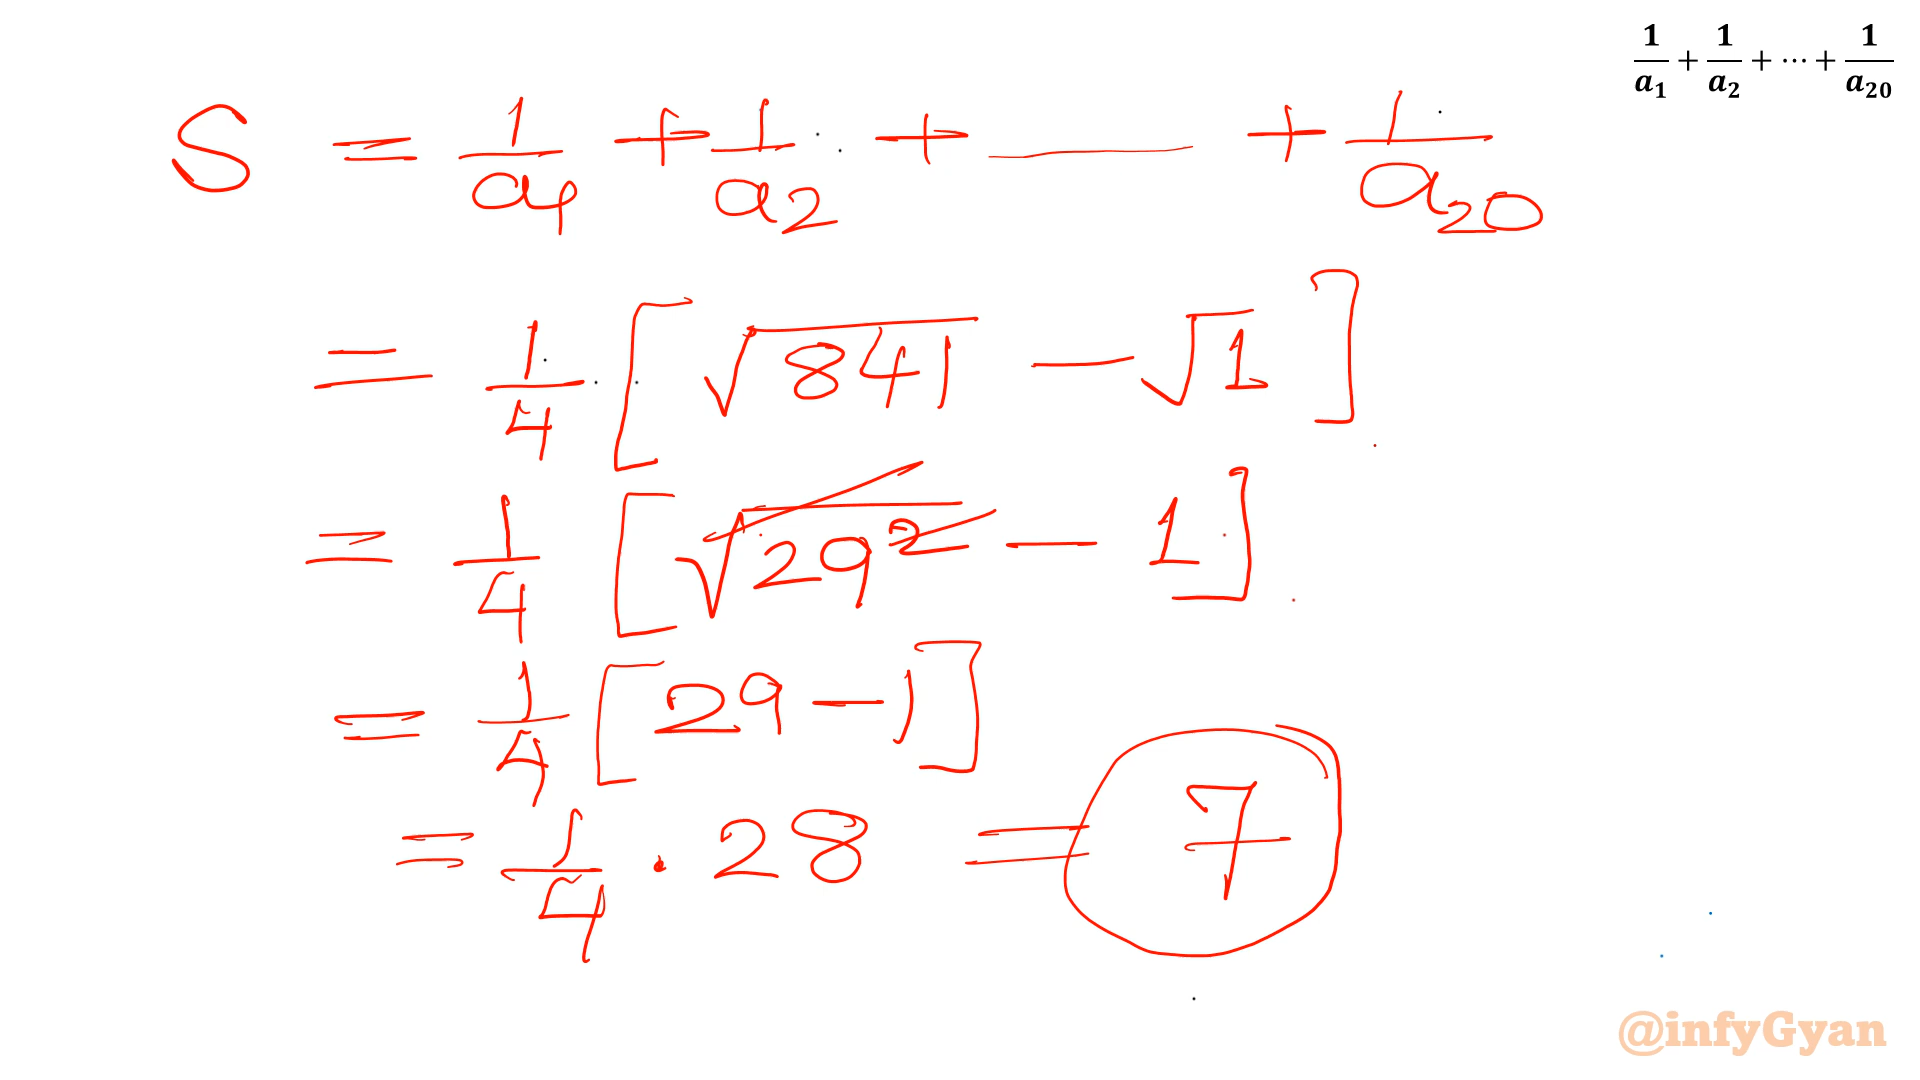 1/a₁ + 1/a₂ + ⋯ + 1/a₂₀
S = 1/a₁ + 1/a₂ + ——— + 1/a₂₀
= 1/4 [√841 − √1]
= 1/4 [√29² − 1]
= 1/4 [29 − 1]
= 1/4 · 28 = 7
@infyGyan